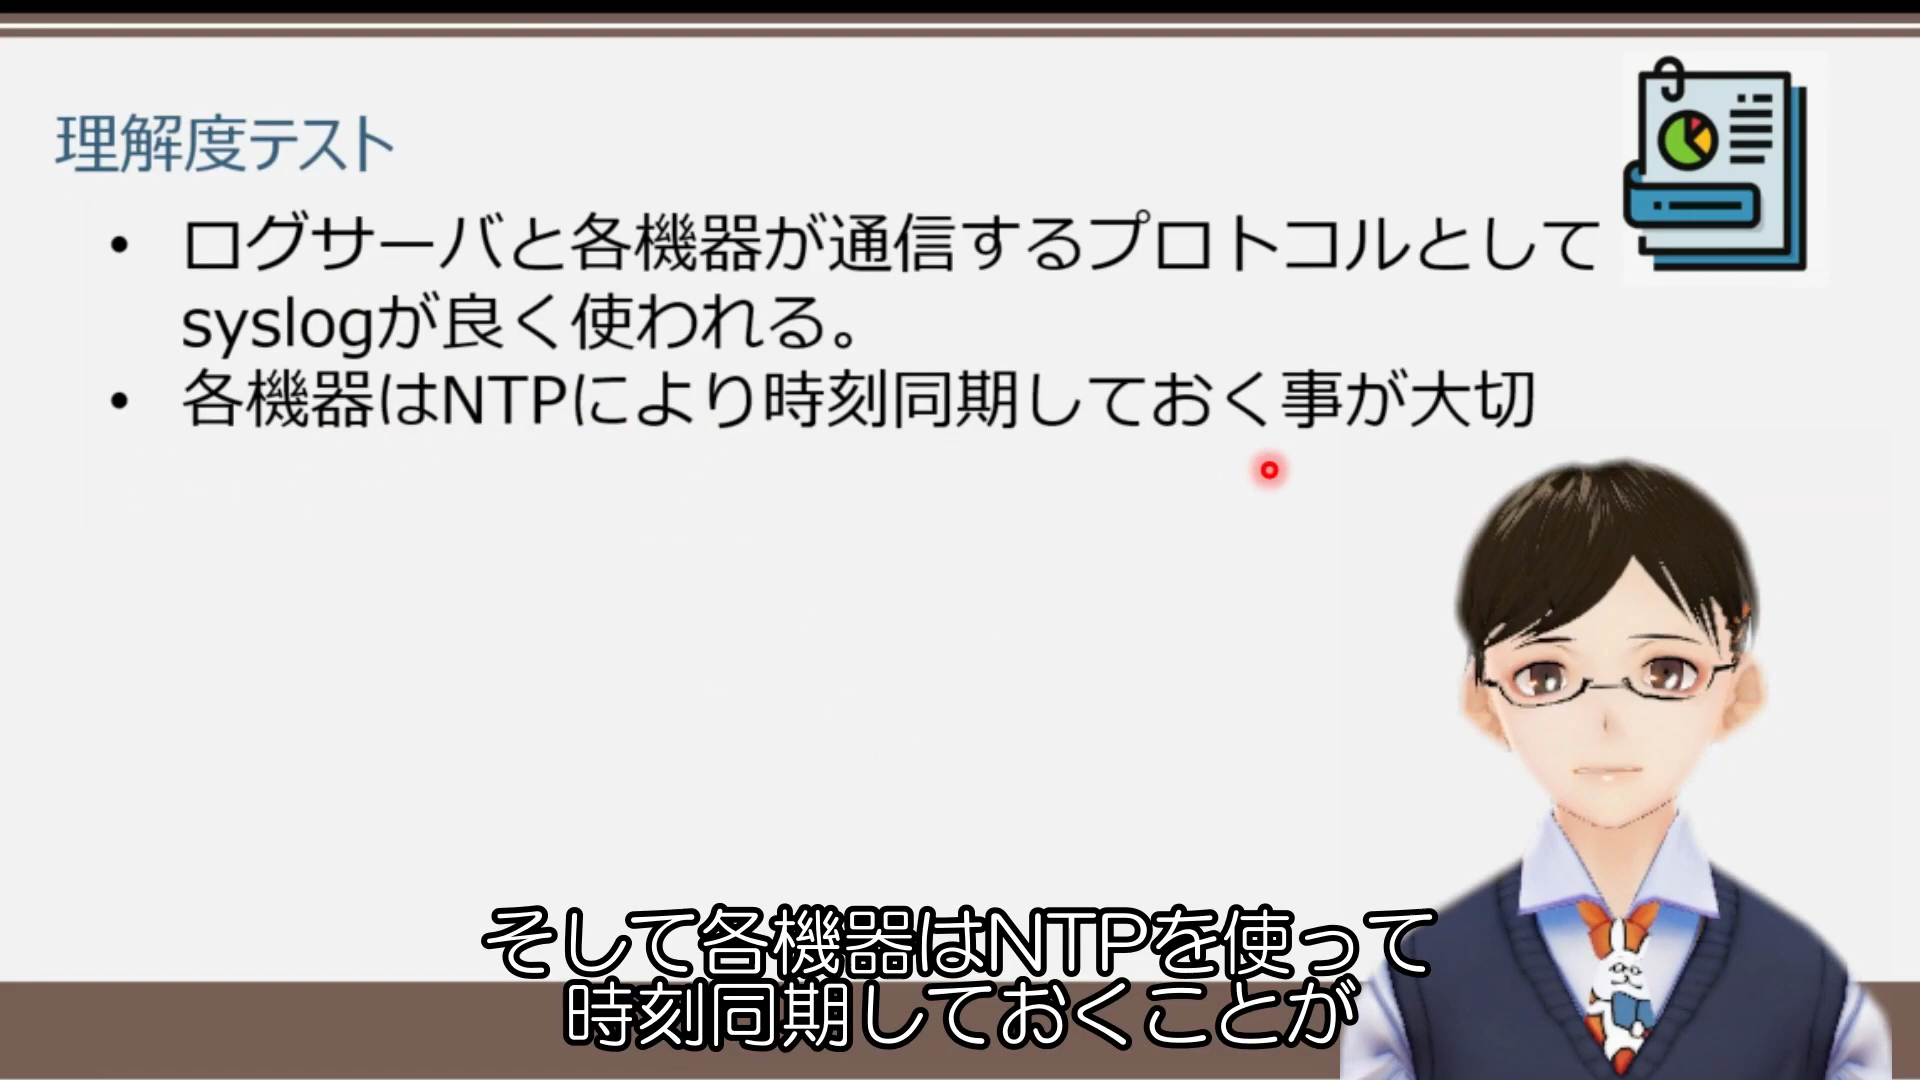 理解度テスト
• ログサーバと各機器が通信するプロトコルとして
syslogが良く使われる。
• 各機器はNTPにより時刻同期しておく事が大切
そして各機器はNTPを使って
時刻同期しておくことが